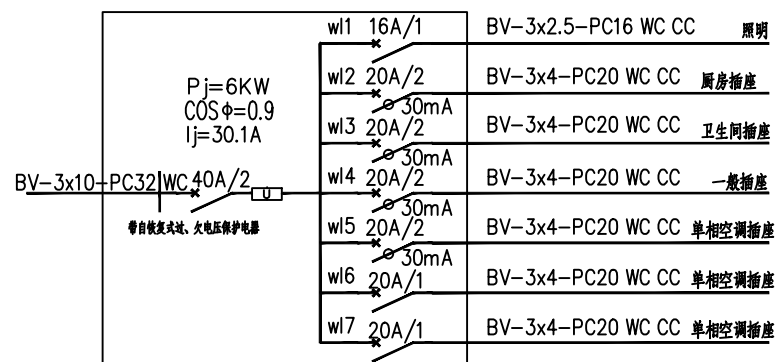 wl1 16A/1 BV-3x2.5-PC16 WC CC 照明
wl2 20A/2 BV-3x4-PC20 WC CC 厨房插座
30mA
wl3 20A/2 BV-3x4-PC20 WC CC 卫生间插座
30mA
Pj=6KW
COSΦ=0.9
Ij=30.1A
BV-3x10-PC32 WC 40A/2 U
带自恢复式过、欠电压保护电器
wl4 20A/2 BV-3x4-PC20 WC CC 一般插座
30mA
wl5 20A/2 BV-3x4-PC20 WC CC 单相空调插座
30mA
wl6 20A/1 BV-3x4-PC20 WC CC 单相空调插座
wl7 20A/1 BV-3x4-PC20 WC CC 单相空调插座